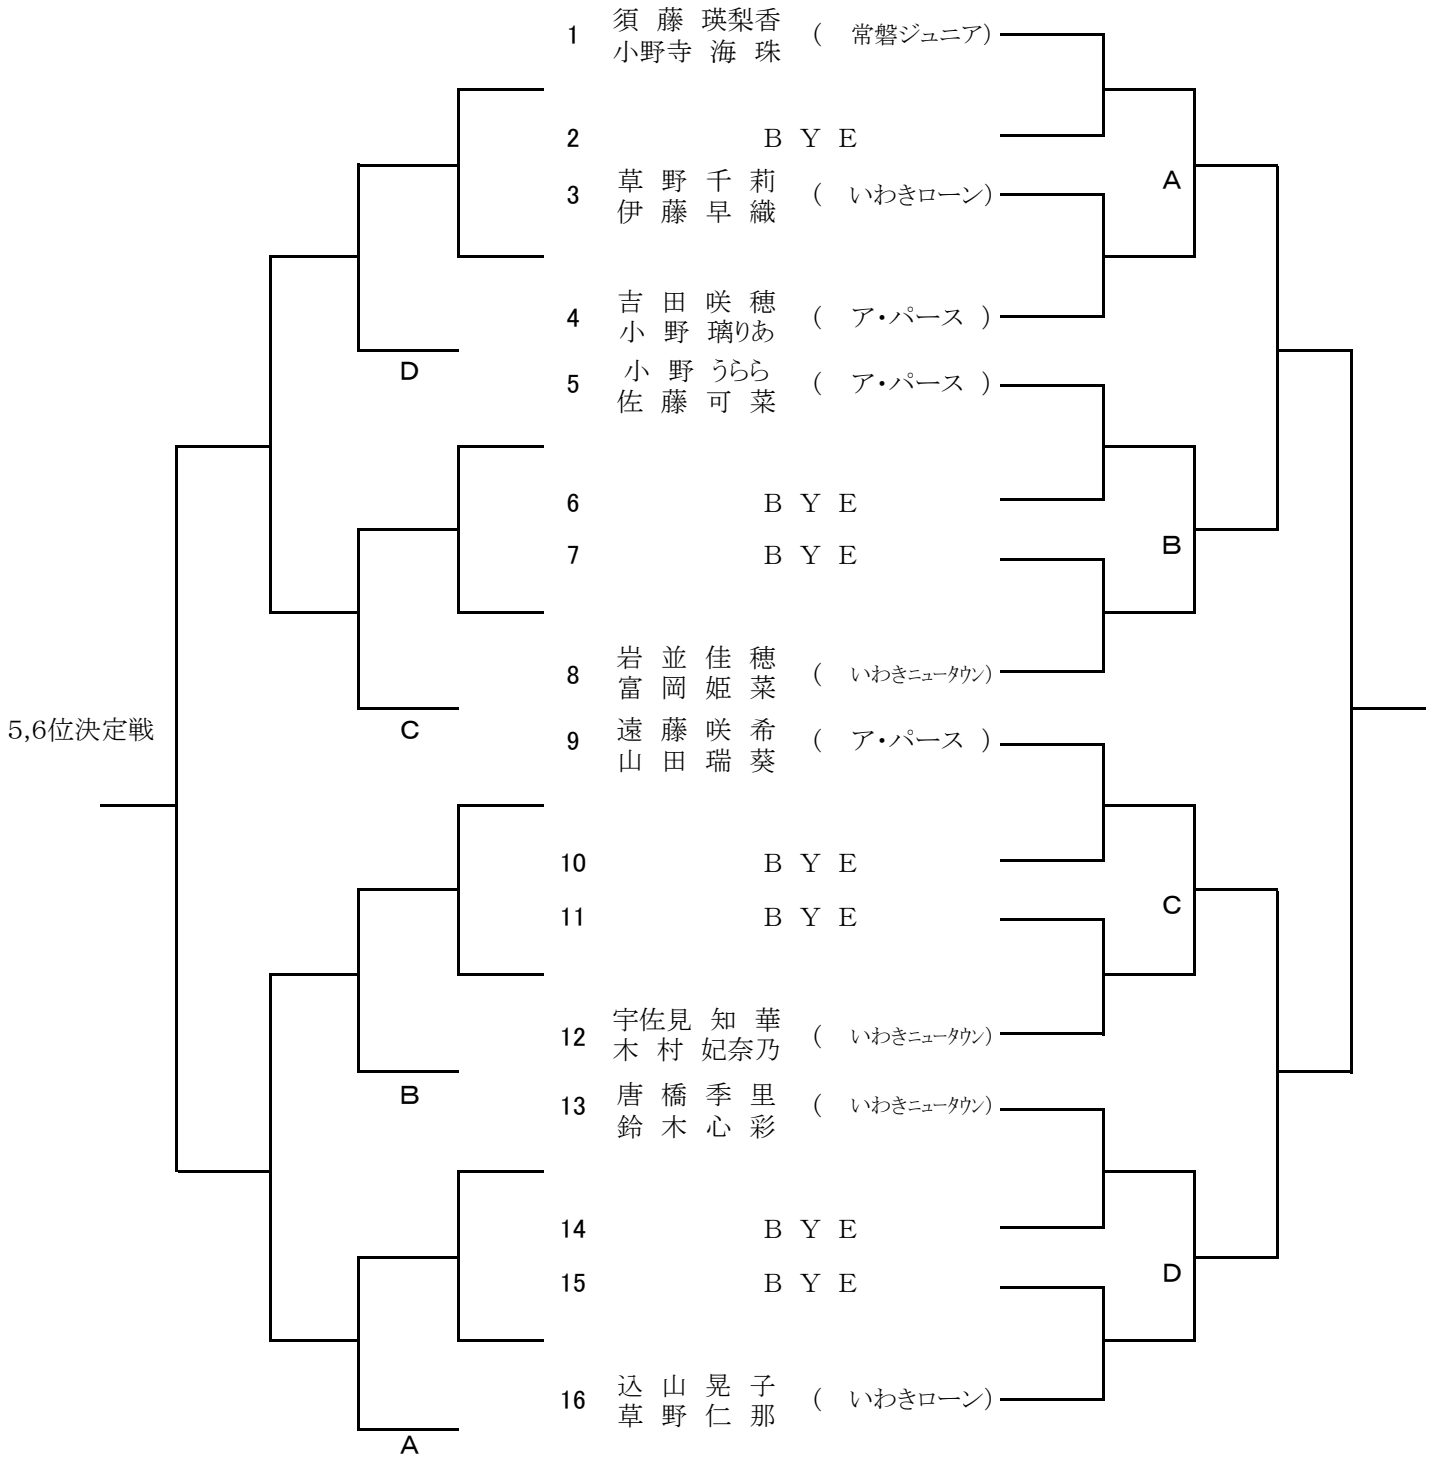 1 須 藤 瑛梨香 ( 常磐ジュニア)
小野寺 海 珠
2 B Y E
A
3 草 野 千 莉 ( いわきローン)
伊 藤 早 織
4 吉 田 咲 穂 ( ア・パース )
小 野 璃りあ
D
5 小 野 うらら ( ア・パース )
佐 藤 可 菜
6 B Y E
B
7 B Y E
8 岩 並 佳 穂 ( いわきニュータウン)
富 岡 姫 菜
C
5,6位決定戦
9 遠 藤 咲 希 ( ア・パース )
山 田 瑞 葵
10 B Y E
C
11 B Y E
12 宇佐見 知 華 ( いわきニュータウン)
木 村 妃奈乃
B
13 唐 橋 季 里 ( いわきニュータウン)
鈴 木 心 彩
14 B Y E
D
15 B Y E
16 込 山 晃 子 ( いわきローン)
草 野 仁 那
A